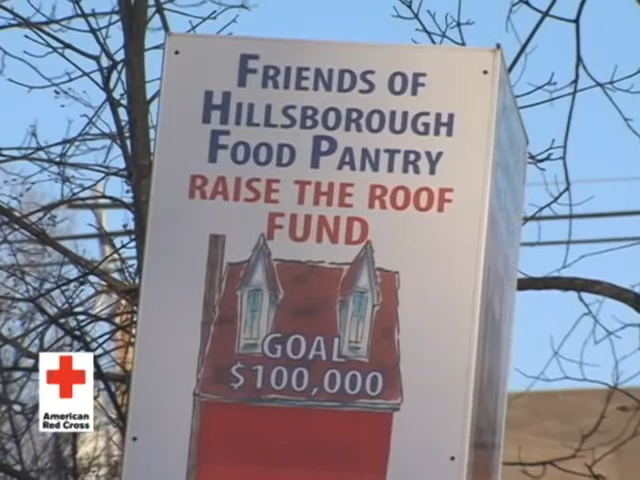 FRIENDS OF
HILLSBOROUGH
FOOD PANTRY
RAISE THE ROOF
FUND
GOAL
$100,000
American
Red Cross